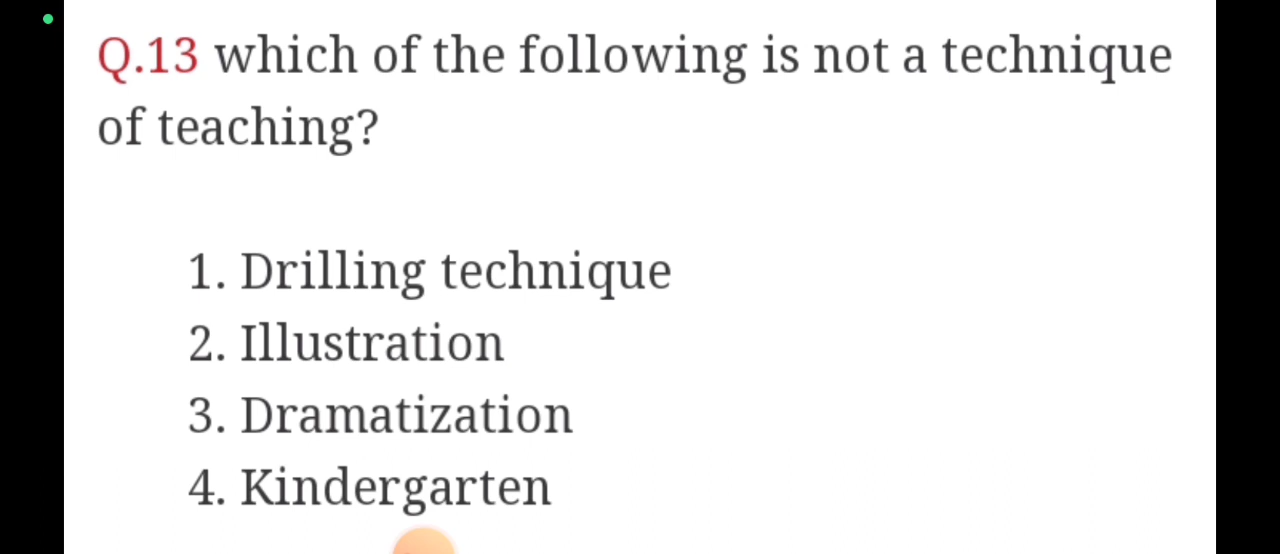 Q.13 which of the following is not a technique
of teaching?
1. Drilling technique
2. Illustration
3. Dramatization
4. Kindergarten